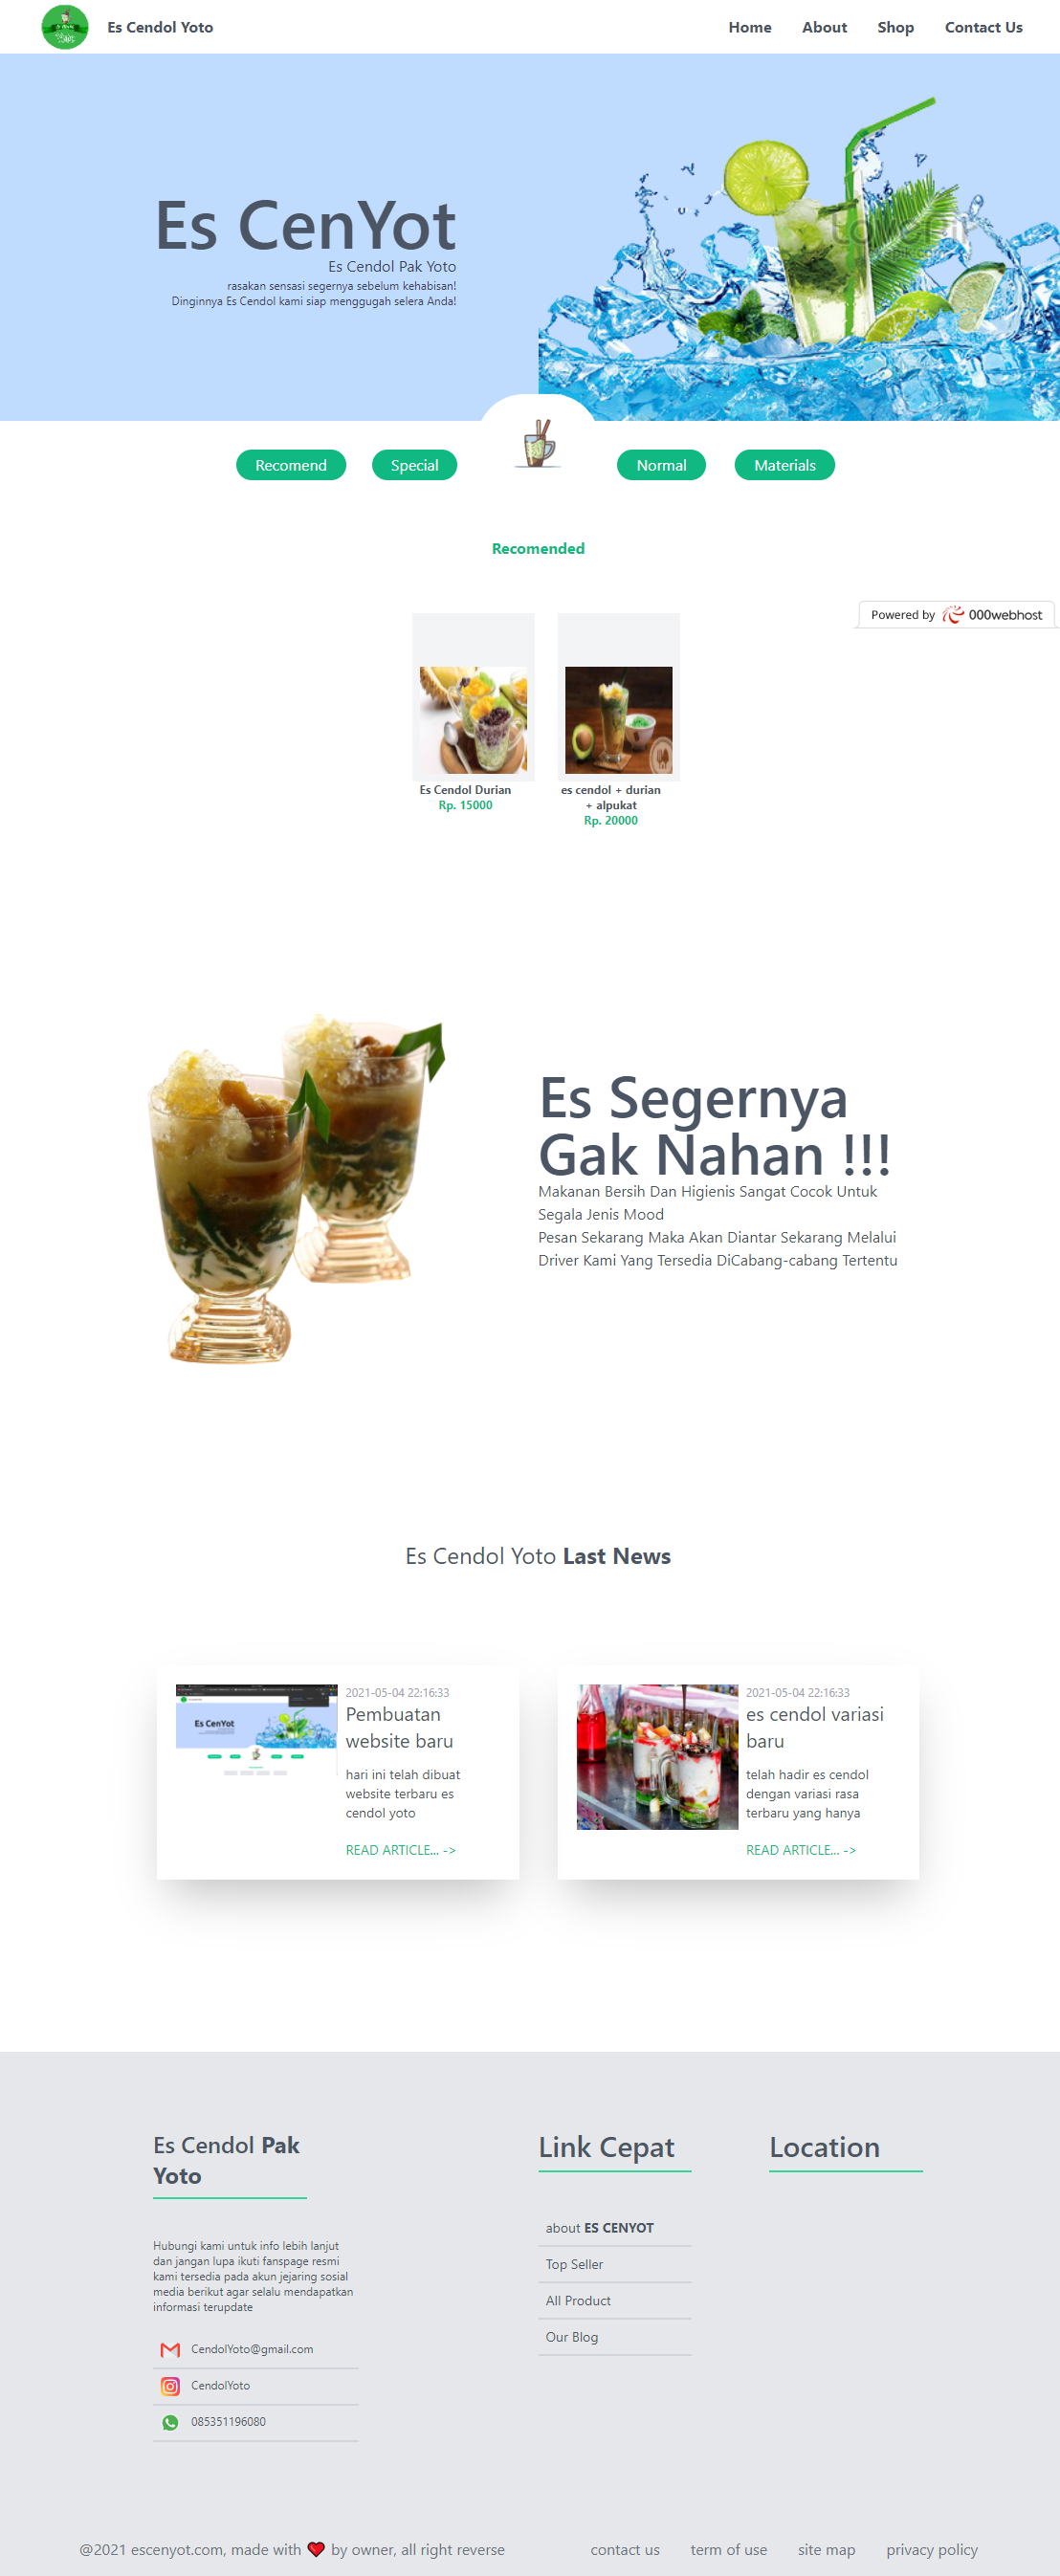 Es Cendol Yoto
Home
About
Shop
Contact Us
Es CenYot
Es Cendol Pak Yoto
rasakan sensasi segernya sebelum kehabisan!
Dinginnya Es Cendol kami siap menggugah selera Anda!
Recomend
Special
Normal
Materials
Recomended
Powered by 000webhost
Es Cendol Durian
Rp. 15000
es cendol + durian
+ alpukat
Rp. 20000
Es Segernya
Gak Nahan !!!
Makanan Bersih Dan Higienis Sangat Cocok Untuk
Segala Jenis Mood
Pesan Sekarang Maka Akan Diantar Sekarang Melalui
Driver Kami Yang Tersedia DiCabang-cabang Tertentu
Es Cendol Yoto Last News
Es CenYot
2021-05-04 22:16:33
Pembuatan
website baru
hari ini telah dibuat
website terbaru es
cendol yoto
READ ARTICLE... ->
2021-05-04 22:16:33
es cendol variasi
baru
telah hadir es cendol
dengan variasi rasa
terbaru yang hanya
READ ARTICLE... ->
Es Cendol Pak
Yoto
Hubungi kami untuk info lebih lanjut
dan jangan lupa ikuti fanspage resmi
kami tersedia pada akun jejaring sosial
media berikut agar selalu mendapatkan
informasi terupdate
CendolYoto@gmail.com
CendolYoto
085351196080
Link Cepat
about ES CENYOT
Top Seller
All Product
Our Blog
Location
@2021 escenyot.com, made with ❤ by owner, all right reverse
contact us
term of use
site map
privacy policy